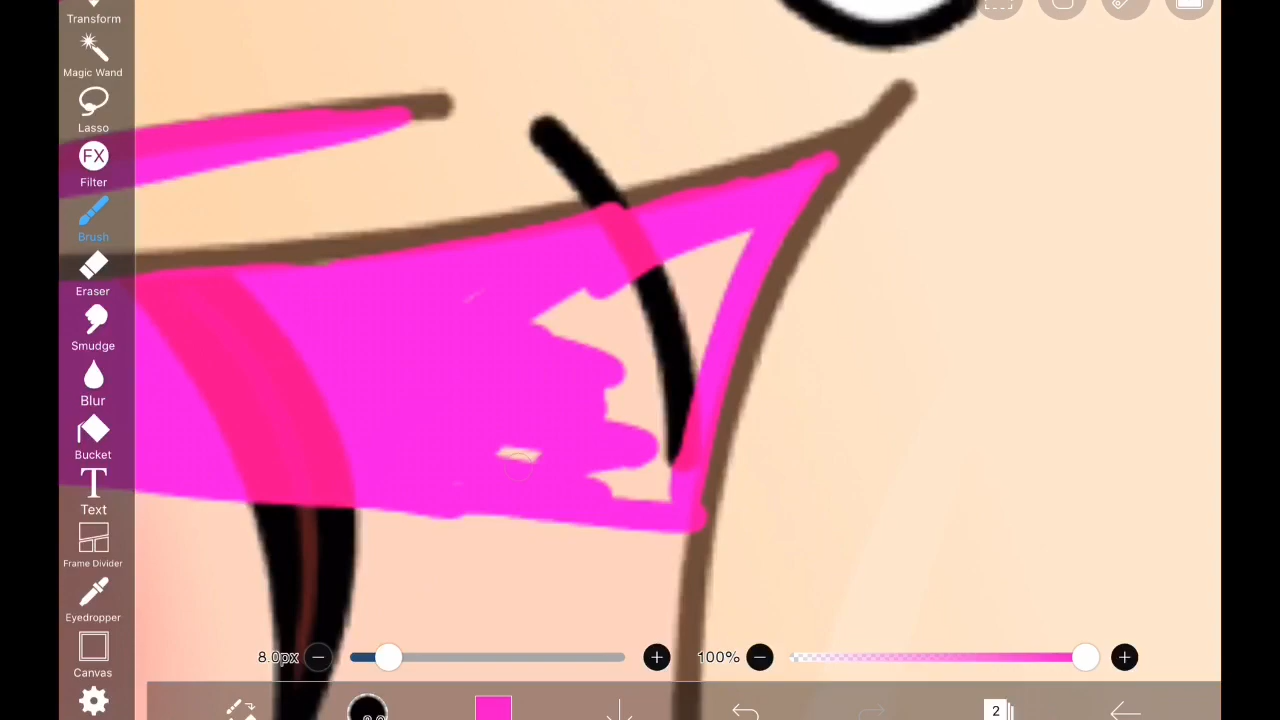 Transform
Magic Wand
Lasso
FX
Filter
Brush
Eraser
Smudge
Blur
Bucket
T
Text
Frame Divider
Eyedropper
Canvas
8.0px
100%
2